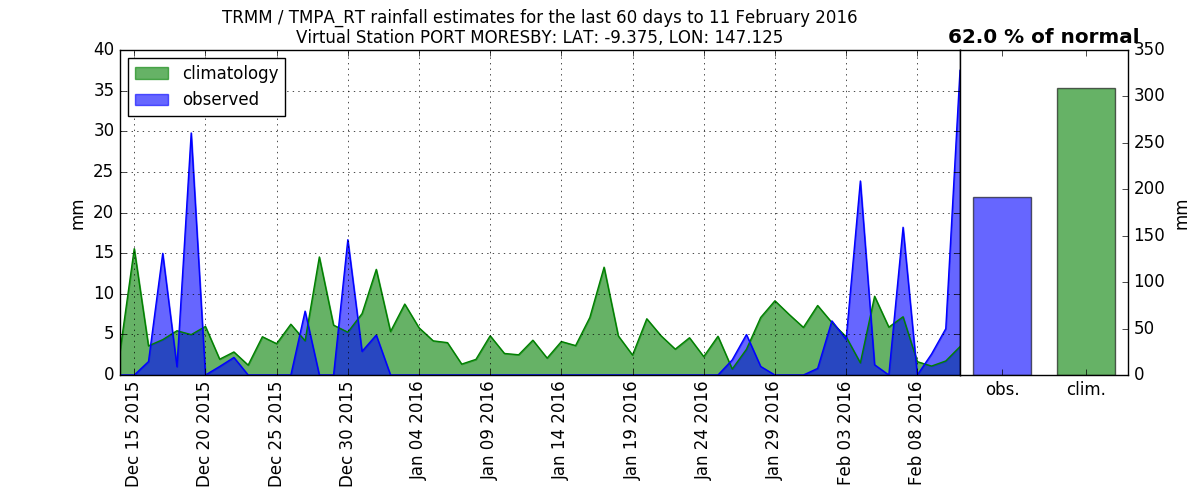 TRMM / TMPA_RT rainfall estimates for the last 60 days to 11 February 2016
Virtual Station PORT MORESBY: LAT: -9.375, LON: 147.125
62.0 % of normal
climatology
observed
40
35
30
25
20
15
10
5
0
mm
350
300
250
200
150
100
50
0
mm
Dec 15 2015
Dec 20 2015
Dec 25 2015
Dec 30 2015
Jan 04 2016
Jan 09 2016
Jan 14 2016
Jan 19 2016
Jan 24 2016
Jan 29 2016
Feb 03 2016
Feb 08 2016
obs.
clim.